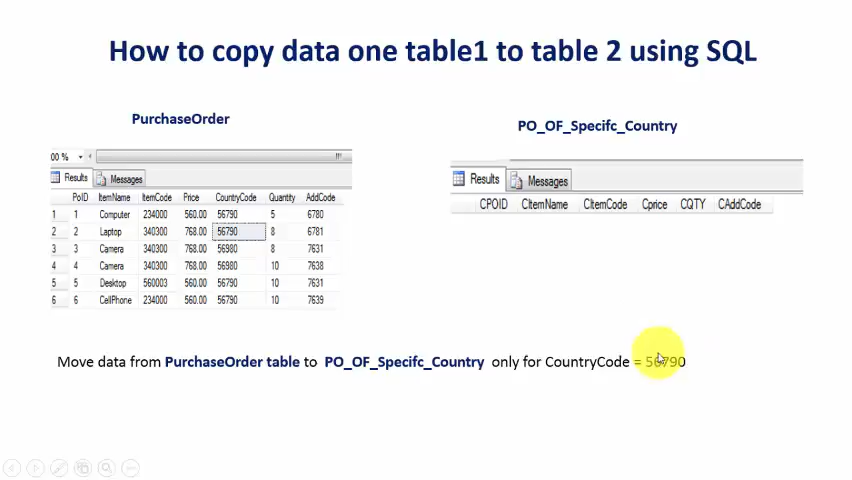 How to copy data one table1 to table 2 using SQL
PurchaseOrder
00 %
Results Messages
PoID ItemName ItemCode Price CountryCode Quantity AddCode
1 1 Computer 234000 560.00 56790 5 6780
2 2 Laptop 340300 768.00 56790 8 6781
3 3 Camera 340300 768.00 56980 8 7631
4 4 Camera 340300 768.00 56980 10 7638
5 5 Desktop 560003 560.00 56790 10 7631
6 6 CellPhone 234000 560.00 56790 10 7639
PO_OF_Specifc_Country
Results Messages
CPOID CItemName CItemCode Cprice CQTY CAddCode
Move data from PurchaseOrder table to PO_OF_Specifc_Country only for CountryCode = 56790